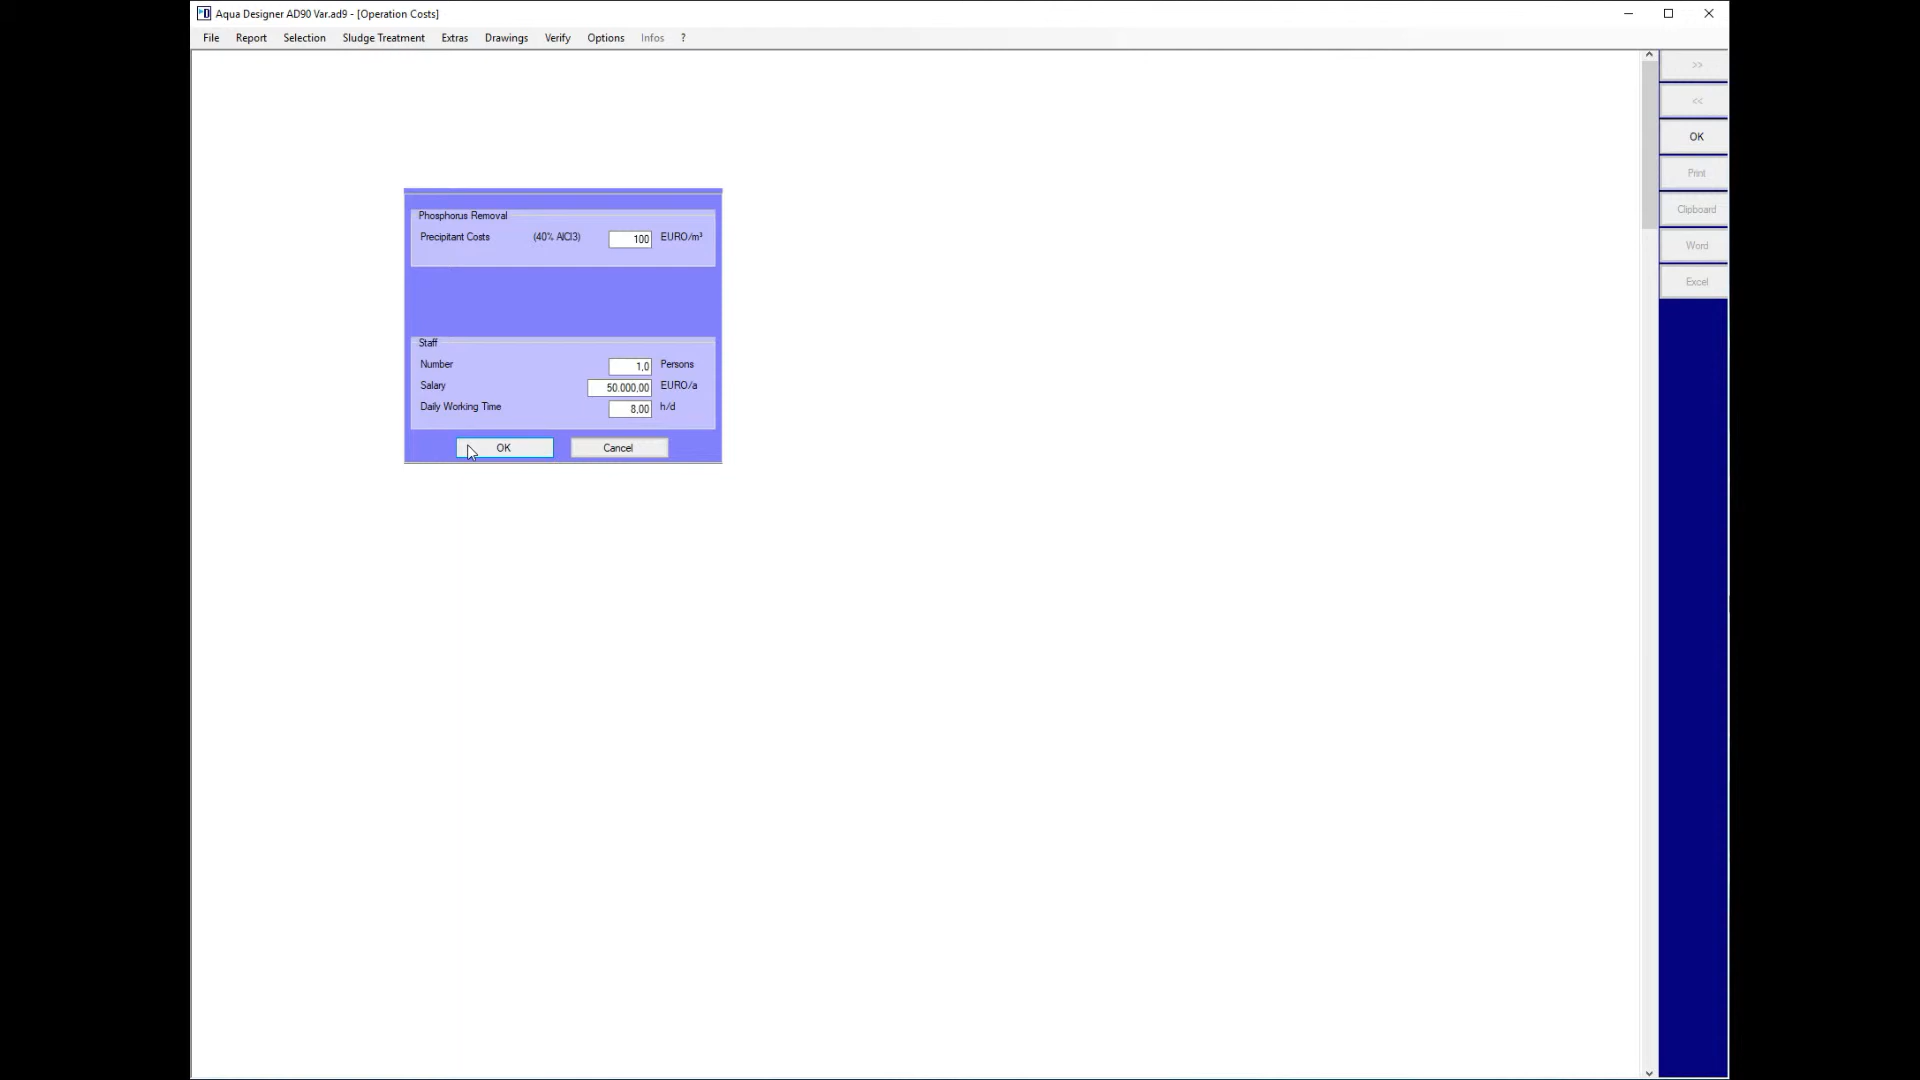 Aqua Designer AD90 Var.ad9 - [Operation Costs]
File Report Selection Sludge Treatment Extras Drawings Verify Options Infos ?
>>
<<
OK
Print
Clipboard
Word
Excel
Phosphorus Removal
Precipitant Costs (40% AlCl3) 100 EURO/m³
Staff
Number 1,0 Persons
Salary 50.000,00 EURO/a
Daily Working Time 8,00 h/d
OK Cancel